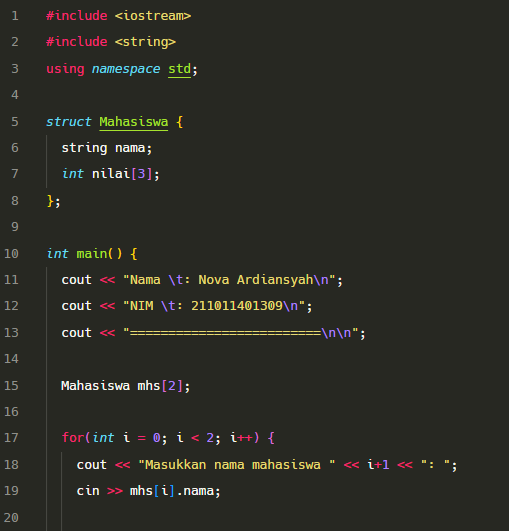 1 #include <iostream>
2 #include <string>
3 using namespace std;
4
5 struct Mahasiswa {
6 string nama;
7 int nilai[3];
8 };
9
10 int main() {
11 cout << "Nama \t: Nova Ardiansyah\n";
12 cout << "NIM \t: 211011401309\n";
13 cout << "=========================\n\n";
14
15 Mahasiswa mhs[2];
16
17 for(int i = 0; i < 2; i++) {
18 cout << "Masukkan nama mahasiswa " << i+1 << ": ";
19 cin >> mhs[i].nama;
20